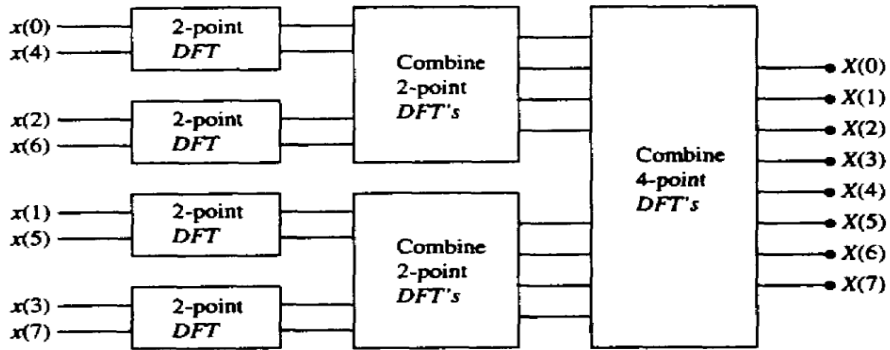 x(0)
x(4)
2-point
DFT
x(2)
x(6)
2-point
DFT
Combine
2-point
DFT's
x(1)
x(5)
2-point
DFT
x(3)
x(7)
2-point
DFT
Combine
2-point
DFT's
Combine
4-point
DFT's
X(0)
X(1)
X(2)
X(3)
X(4)
X(5)
X(6)
X(7)